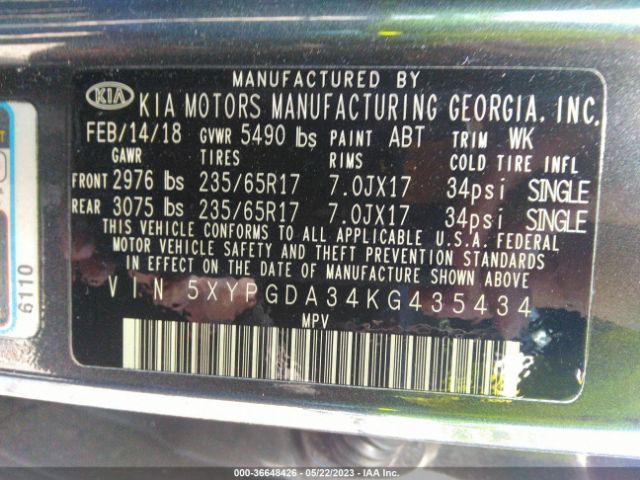 MANUFACTURED BY
KIA KIA MOTORS MANUFACTURING GEORGIA. INC.
FEB/14/18 GVWR 5490 lbs PAINT ABT TRIM WK
GAWR TIRES RIMS COLD TIRE INFL
FRONT 2976 lbs 235/65R17 7.0JX17 34psi SINGLE
REAR 3075 lbs 235/65R17 7.0JX17 34psi SINGLE
THIS VEHICLE CONFORMS TO ALL APPLICABLE U.S.A. FEDERAL
MOTOR VEHICLE SAFETY AND THEFT PREVENTION STANDARDS
IN EFFECT ON THE DATE OF MANUFACTURE SHOWN ABOVE
VIN 5XYPGDA34KG435434
MPV
6110
000-36648426 - 05/22/2023 - IAA Inc.